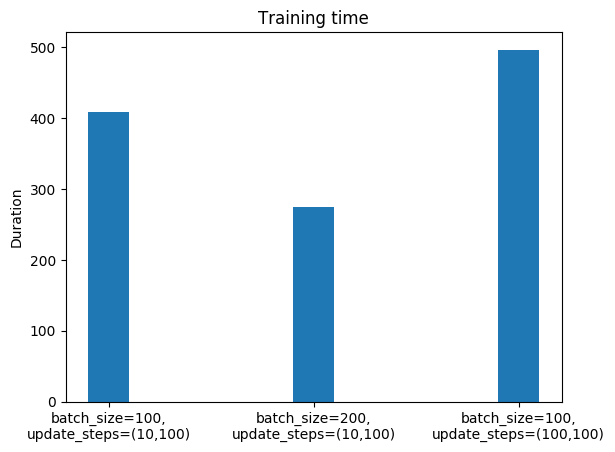 Training time
Duration
500
400
300
200
100
0
batch_size=100,
update_steps=(10,100)
batch_size=200,
update_steps=(10,100)
batch_size=100,
update_steps=(100,100)